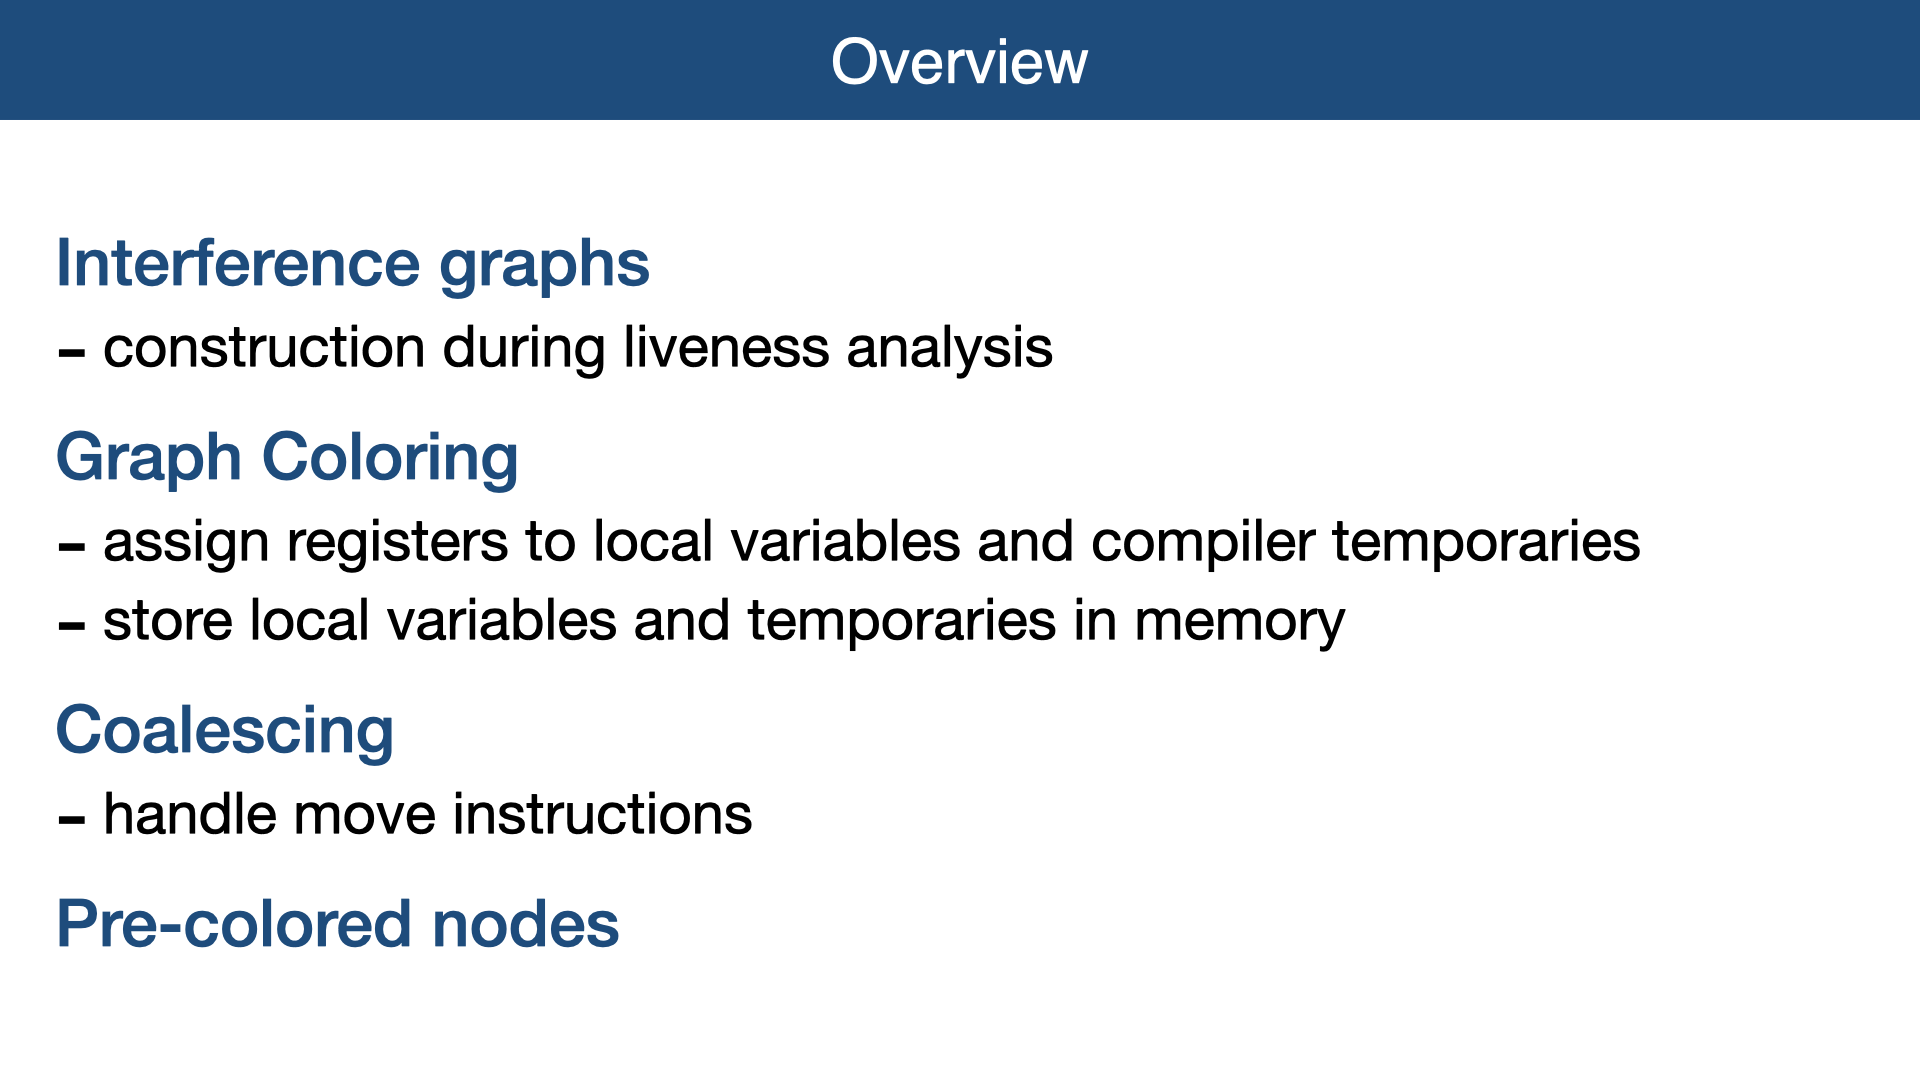 Overview
Interference graphs
– construction during liveness analysis
Graph Coloring
– assign registers to local variables and compiler temporaries
– store local variables and temporaries in memory
Coalescing
– handle move instructions
Pre-colored nodes